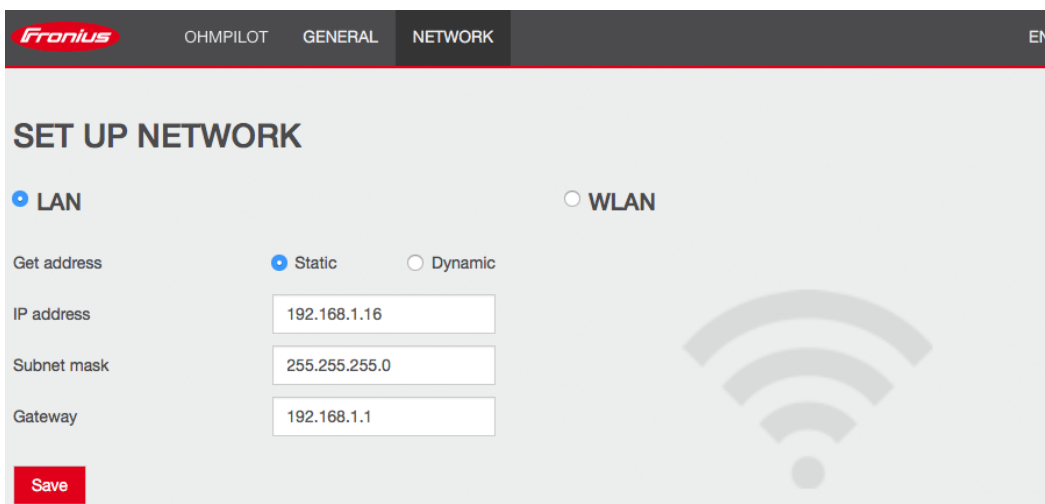 Fronius OHMPILOT GENERAL NETWORK
SET UP NETWORK
LAN WLAN
Get address Static Dynamic
IP address 192.168.1.16
Subnet mask 255.255.255.0
Gateway 192.168.1.1
Save